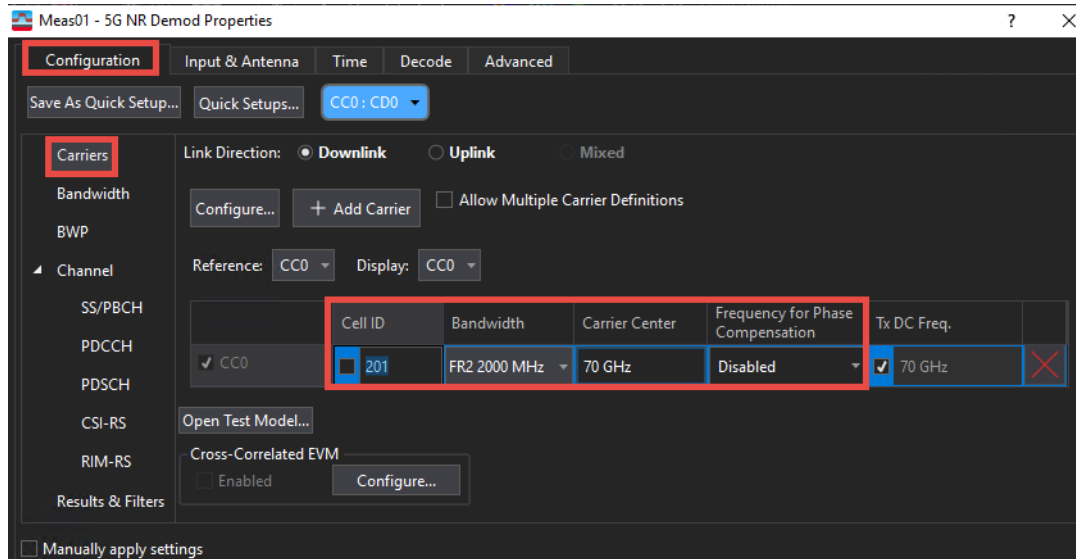 Meas01 - 5G NR Demod Properties ?
Configuration Input & Antenna Time Decode Advanced
Save As Quick Setup... Quick Setups... CC0 : CD0
Carriers
Bandwidth
BWP
Channel
SS/PBCH
PDCCH
PDSCH
CSI-RS
RIM-RS
Results & Filters
Link Direction: Downlink Uplink Mixed
Configure... + Add Carrier Allow Multiple Carrier Definitions
Reference: CC0 Display: CC0
Cell ID Bandwidth Carrier Center Frequency for Phase Tx DC Freq.
Compensation
CC0 201 FR2 2000 MHz 70 GHz Disabled 70 GHz
Open Test Model...
Cross-Correlated EVM
Enabled Configure...
Manually apply settings